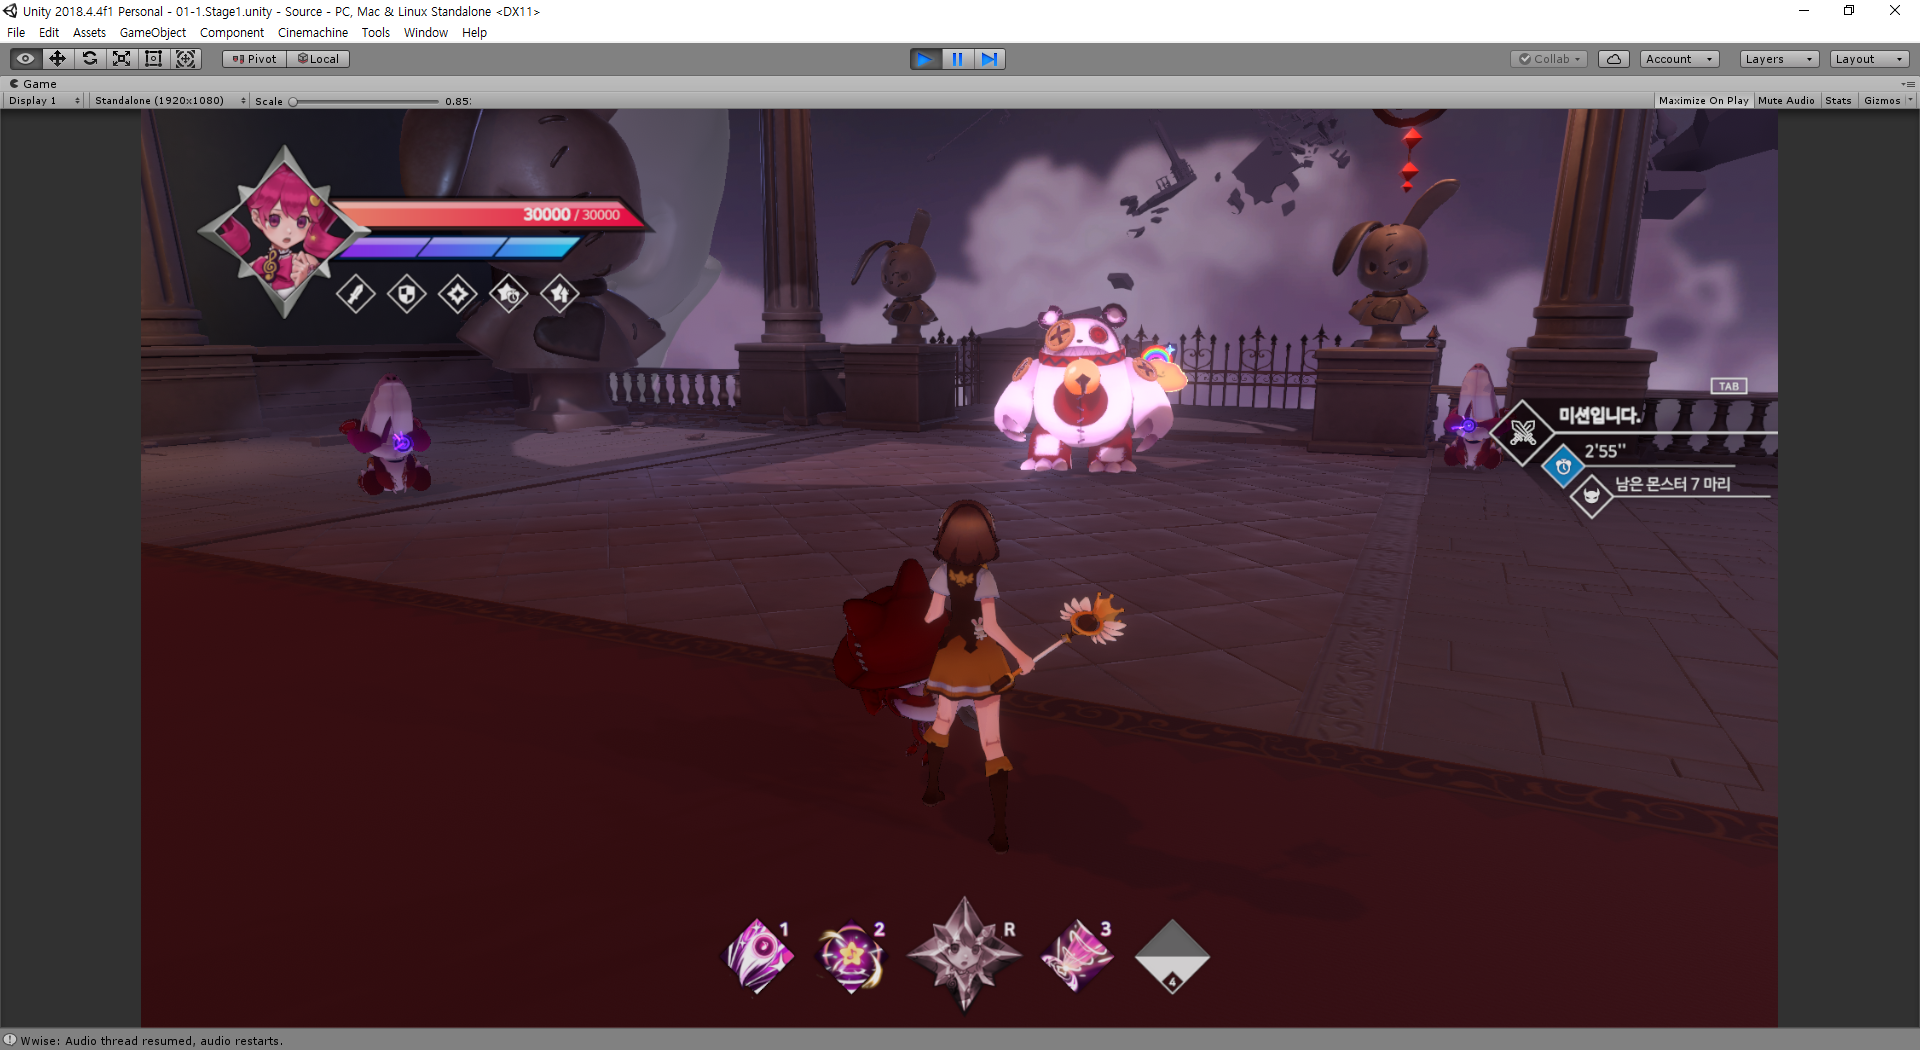 Unity 2018.4.4f1 Personal - 01-1.Stage1.unity - Source - PC, Mac & Linux Standalone <DX11>
File Edit Assets GameObject Component Cinemachine Tools Window Help
Pivot Local Collab Account Layers Layout
Game
Display 1 Standalone (1920x1080) Scale 0.85: Maximize On Play Mute Audio Stats Gizmos
30000 / 30000
TAB
미션입니다.
2'55"
남은 몬스터 7 마리
1 2 R 3
4
Wwise: Audio thread resumed, audio restarts.